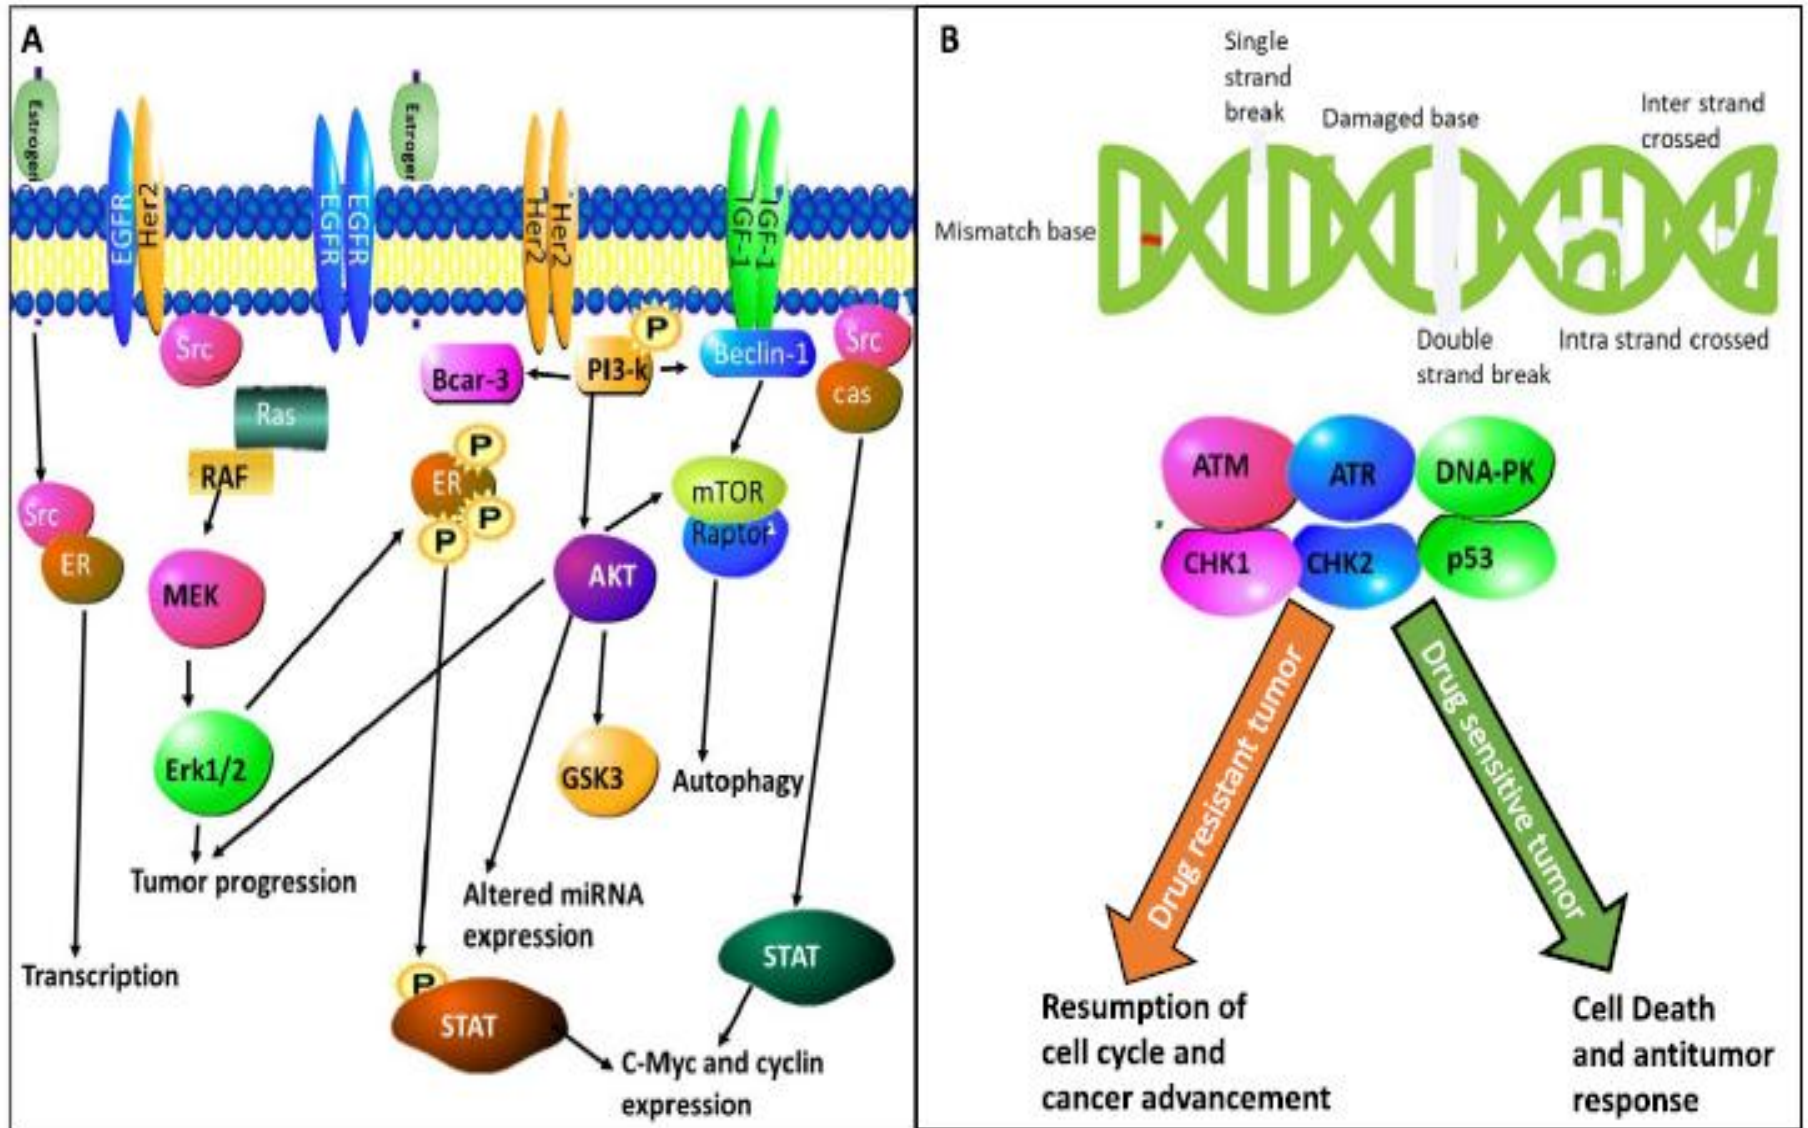 A
Estrogen
EGFR
Her2
EGFR
EGFR
Estrogen
Her2
Her2
IGF-1
IGF-1
Src
Bcar-3
PI3-k
P
Beclin-1
Src
cas
Ras
RAF
P
ER
P
P
mTOR
Raptor
Src
ER
MEK
AKT
Erk1/2
GSK3
Autophagy
Tumor progression
Altered miRNA
expression
Transcription
P
STAT
STAT
C-Myc and cyclin
expression
B
Single
strand
break
Damaged base
Inter strand
crossed
Mismatch base
Double
strand break
Intra strand crossed
ATM
ATR
DNA-PK
CHK1
CHK2
p53
Drug resistant tumor
Drug sensitive tumor
Resumption of
cell cycle and
cancer advancement
Cell Death
and antitumor
response